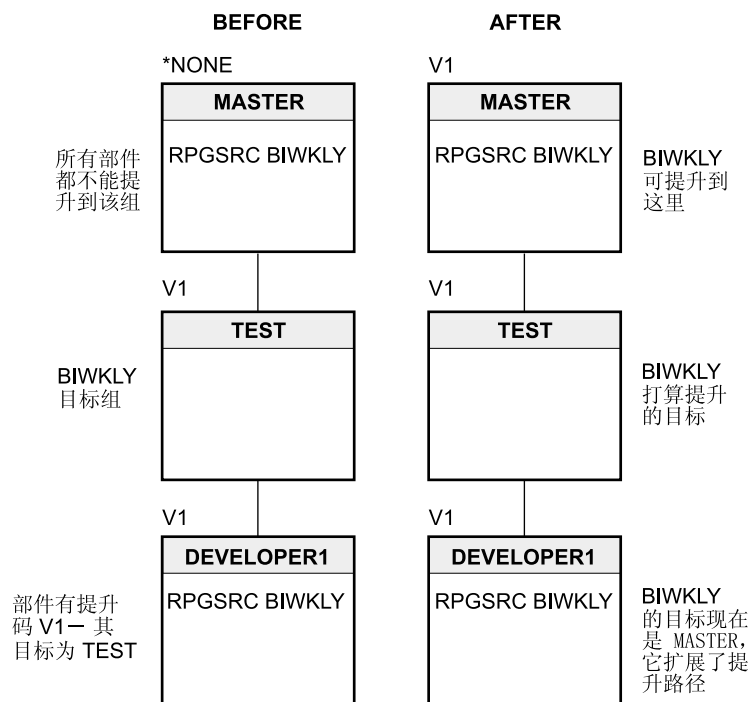 BEFORE
AFTER
*NONE
V1
MASTER
MASTER
所有部件
都不能提
升到该组
RPGSRC BIWKLY
RPGSRC BIWKLY
BIWKLY
可提升到
这里
V1
V1
TEST
TEST
BIWKLY
目标组
BIWKLY
打算提升
的目标
V1
V1
DEVELOPER1
DEVELOPER1
部件有提升
码 V1— 其
目标为 TEST
RPGSRC BIWKLY
RPGSRC BIWKLY
BIWKLY
的目标现在
是 MASTER,
它扩展了提
升路径